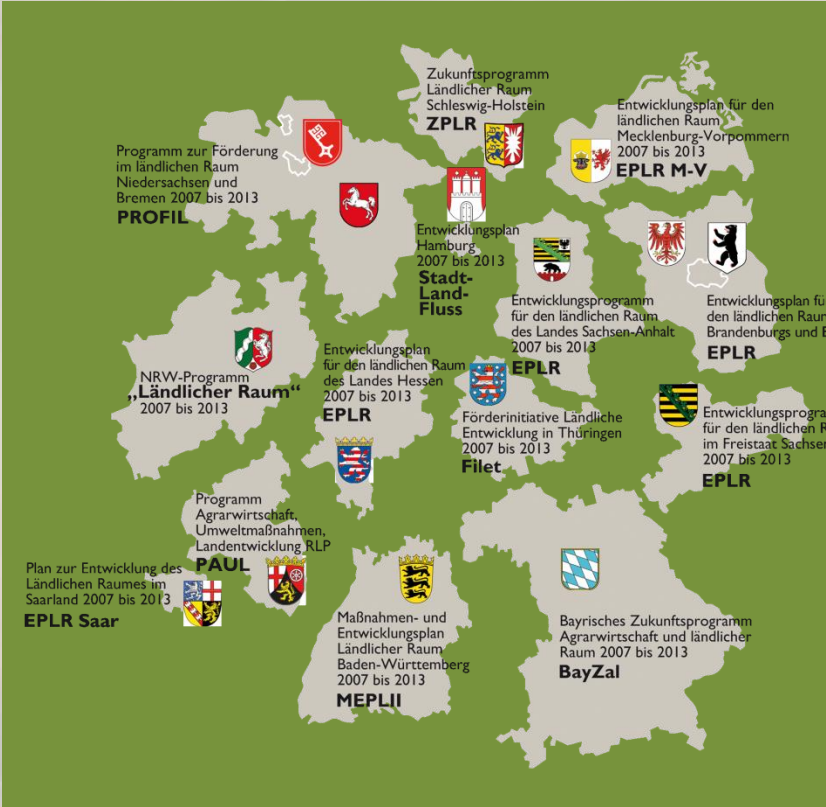 Zukunftsprogramm
Ländlicher Raum
Schleswig-Holstein
ZPLR
Entwicklungsplan für den
ländlichen Raum
Mecklenburg-Vorpommern
2007 bis 2013
EPLR M-V
Programm zur Förderung
im ländlichen Raum
Niedersachsen und
Bremen 2007 bis 2013
PROFIL
Entwicklungsplan
Hamburg
2007 bis 2013
Stadt-
Land-
Fluss
Entwicklungsprogramm
für den ländlichen Raum
des Landes Sachsen-Anhalt
2007 bis 2013
EPLR
Entwicklungsplan fü
den ländlichen Raum
Brandenburgs und B
EPLR
NRW-Programm
„Ländlicher Raum“
2007 bis 2013
Entwicklungsplan
für den ländlichen Raum
des Landes Hessen
2007 bis 2013
EPLR
Förderinitiative Ländliche
Entwicklung in Thüringen
2007 bis 2013
Filet
Entwicklungsprogra
für den ländlichen R
im Freistaat Sachsen
2007 bis 2013
EPLR
Programm
Agrarwirtschaft,
Umweltmaßnahmen,
Landentwicklung RLP
PAUL
Plan zur Entwicklung des
Ländlichen Raumes im
Saarland 2007 bis 2013
EPLR Saar
Maßnahmen- und
Entwicklungsplan
Ländlicher Raum
Baden-Württemberg
2007 bis 2013
MEPLII
Bayrisches Zukunftsprogramm
Agrarwirtschaft und ländlicher
Raum 2007 bis 2013
BayZal